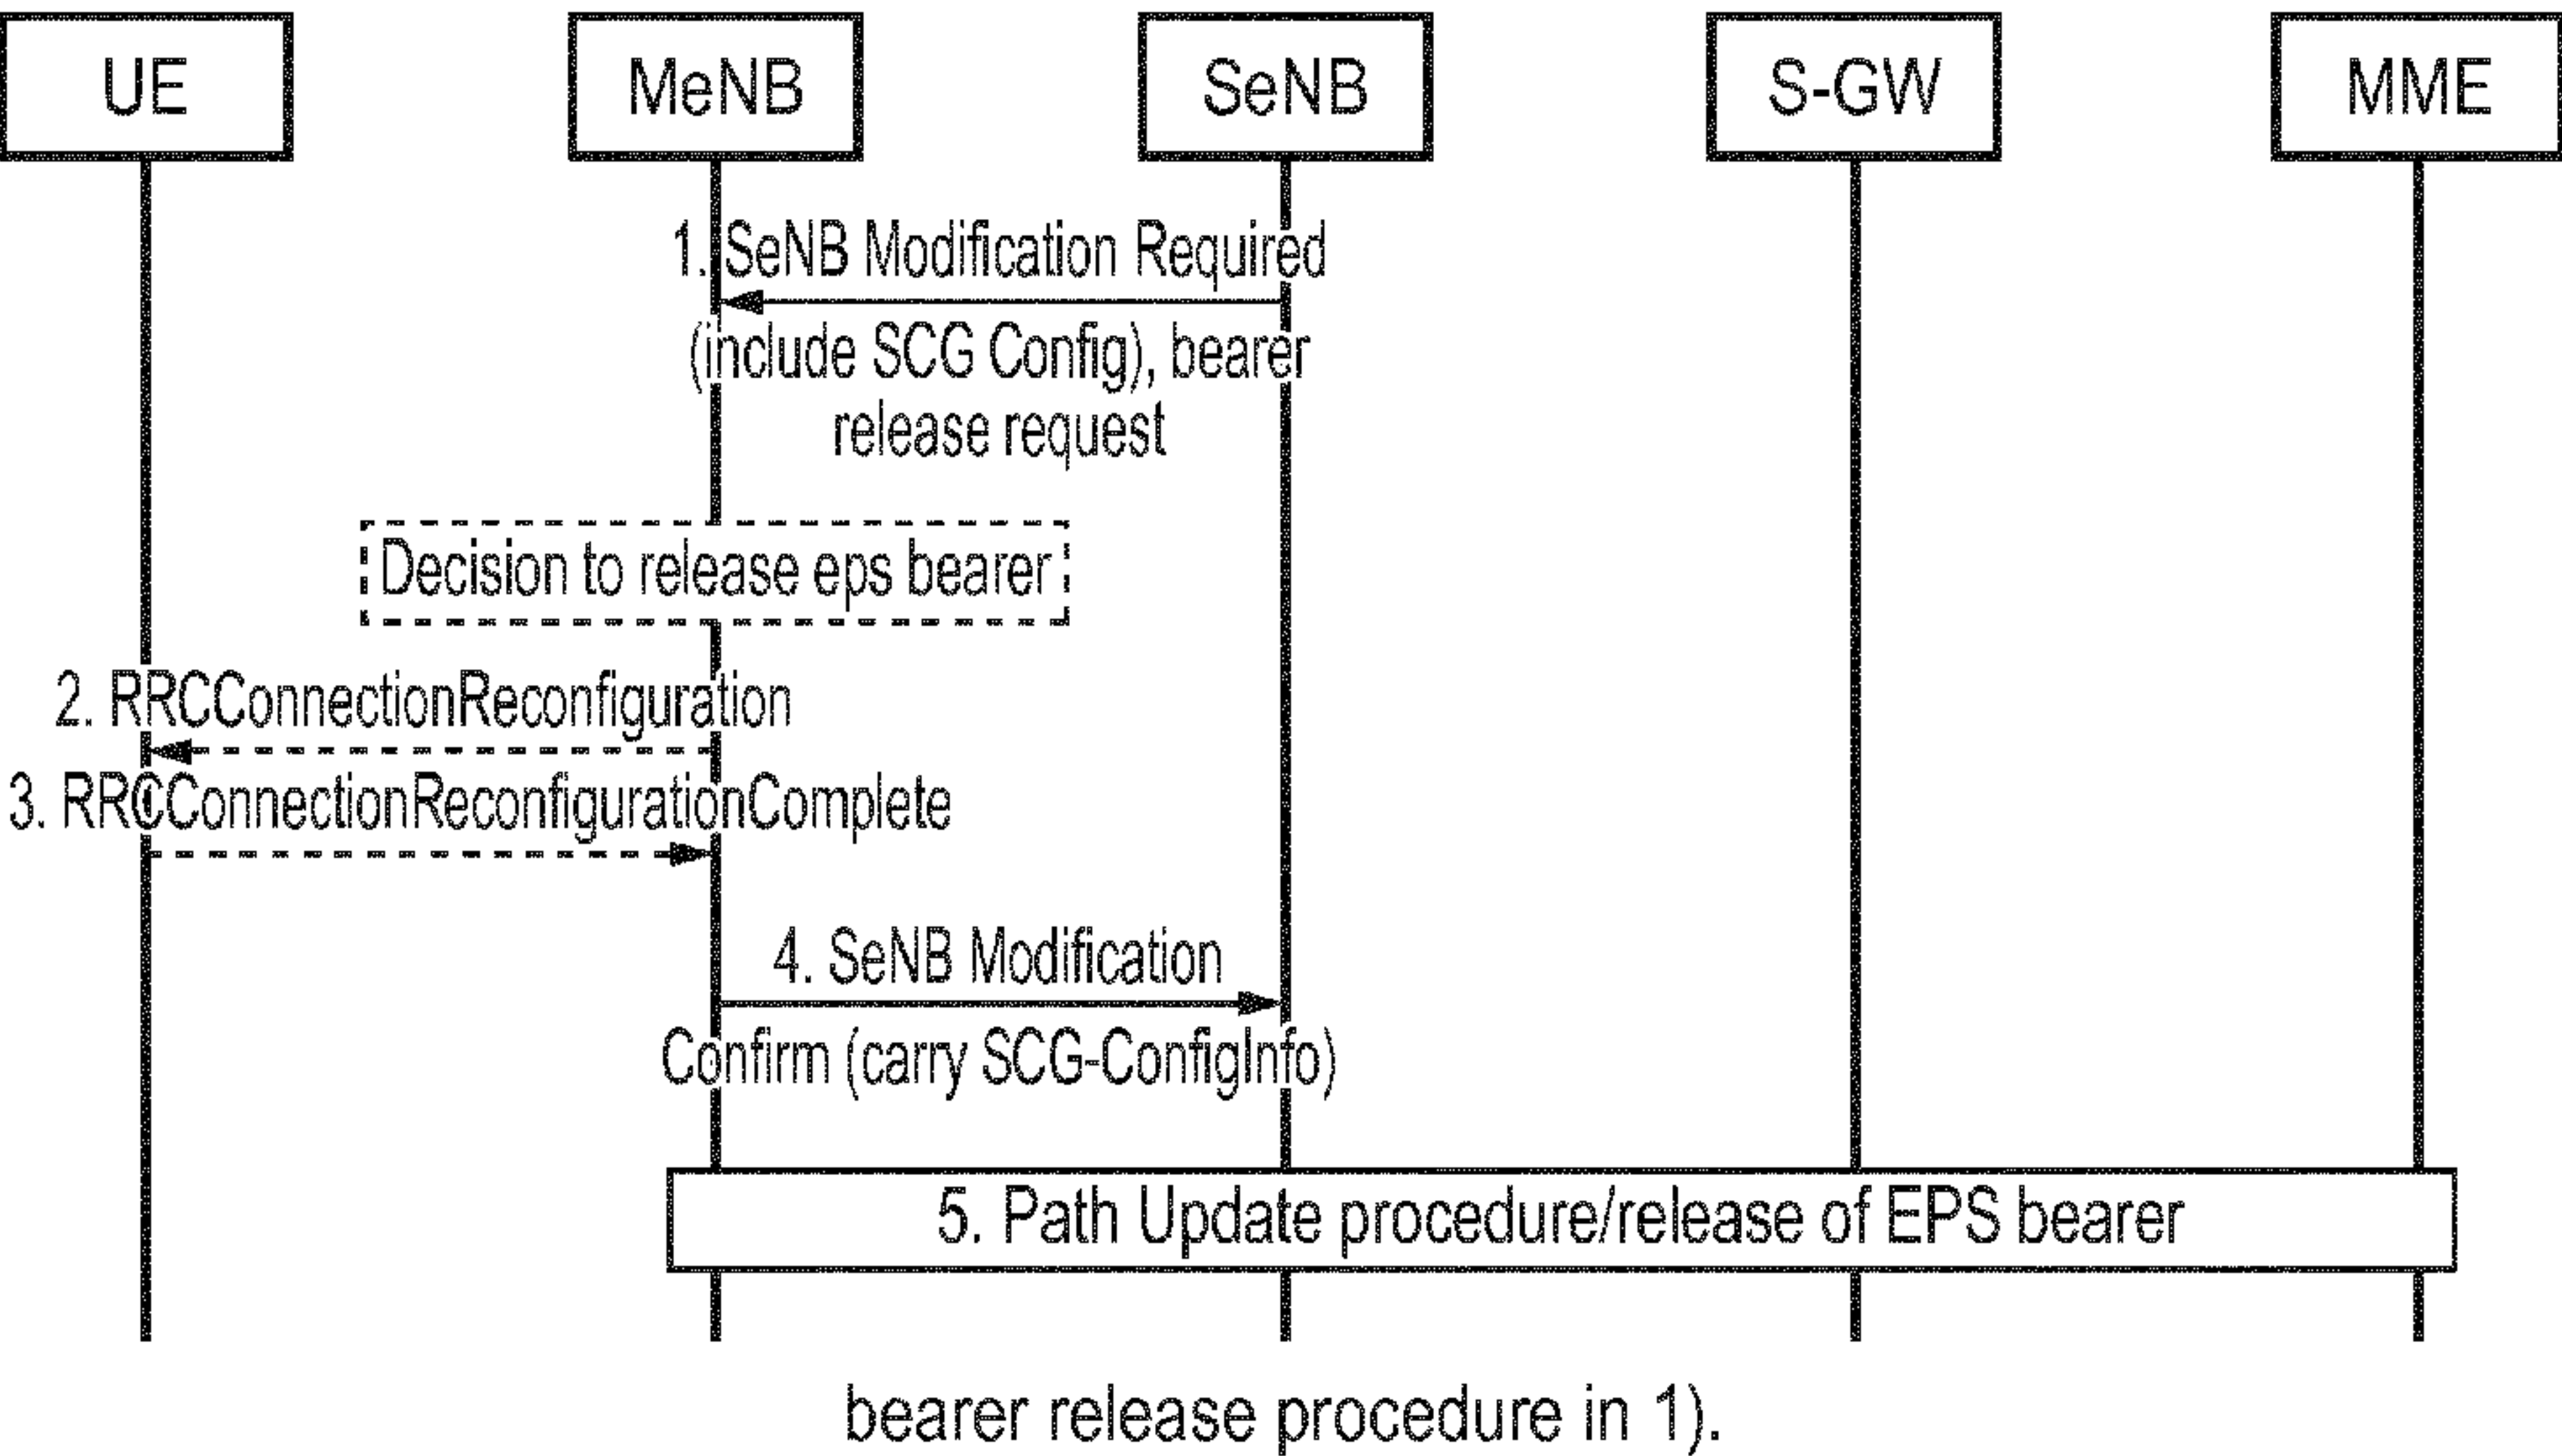 UE
MeNB
SeNB
S-GW
MME
1. SeNB Modification Required
(include SCG Config), bearer
release request
Decision to release eps bearer
2. RRCConnectionReconfiguration
3. RRCConnectionReconfigurationComplete
4. SeNB Modification
Confirm (carry SCG-ConfigInfo)
5. Path Update procedure/release of EPS bearer
bearer release procedure in 1).